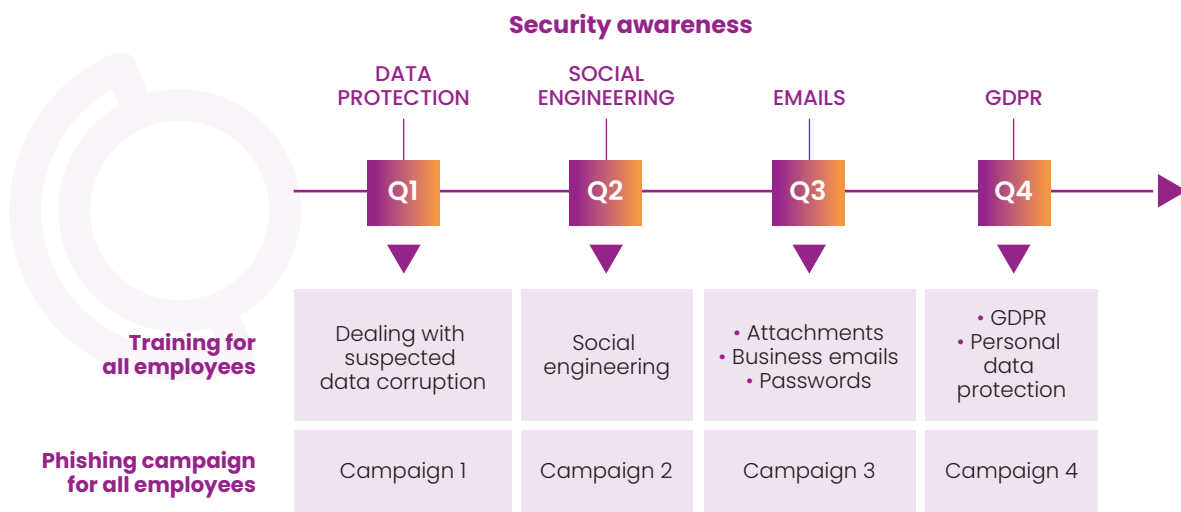 Security awareness
DATA
PROTECTION
SOCIAL
ENGINEERING
EMAILS
GDPR
Q1
Q2
Q3
Q4
Training for
all employees
Dealing with
suspected
data corruption
Social
engineering
• Attachments
• Business emails
• Passwords
• GDPR
• Personal
data
protection
Phishing campaign
for all employees
Campaign 1
Campaign 2
Campaign 3
Campaign 4